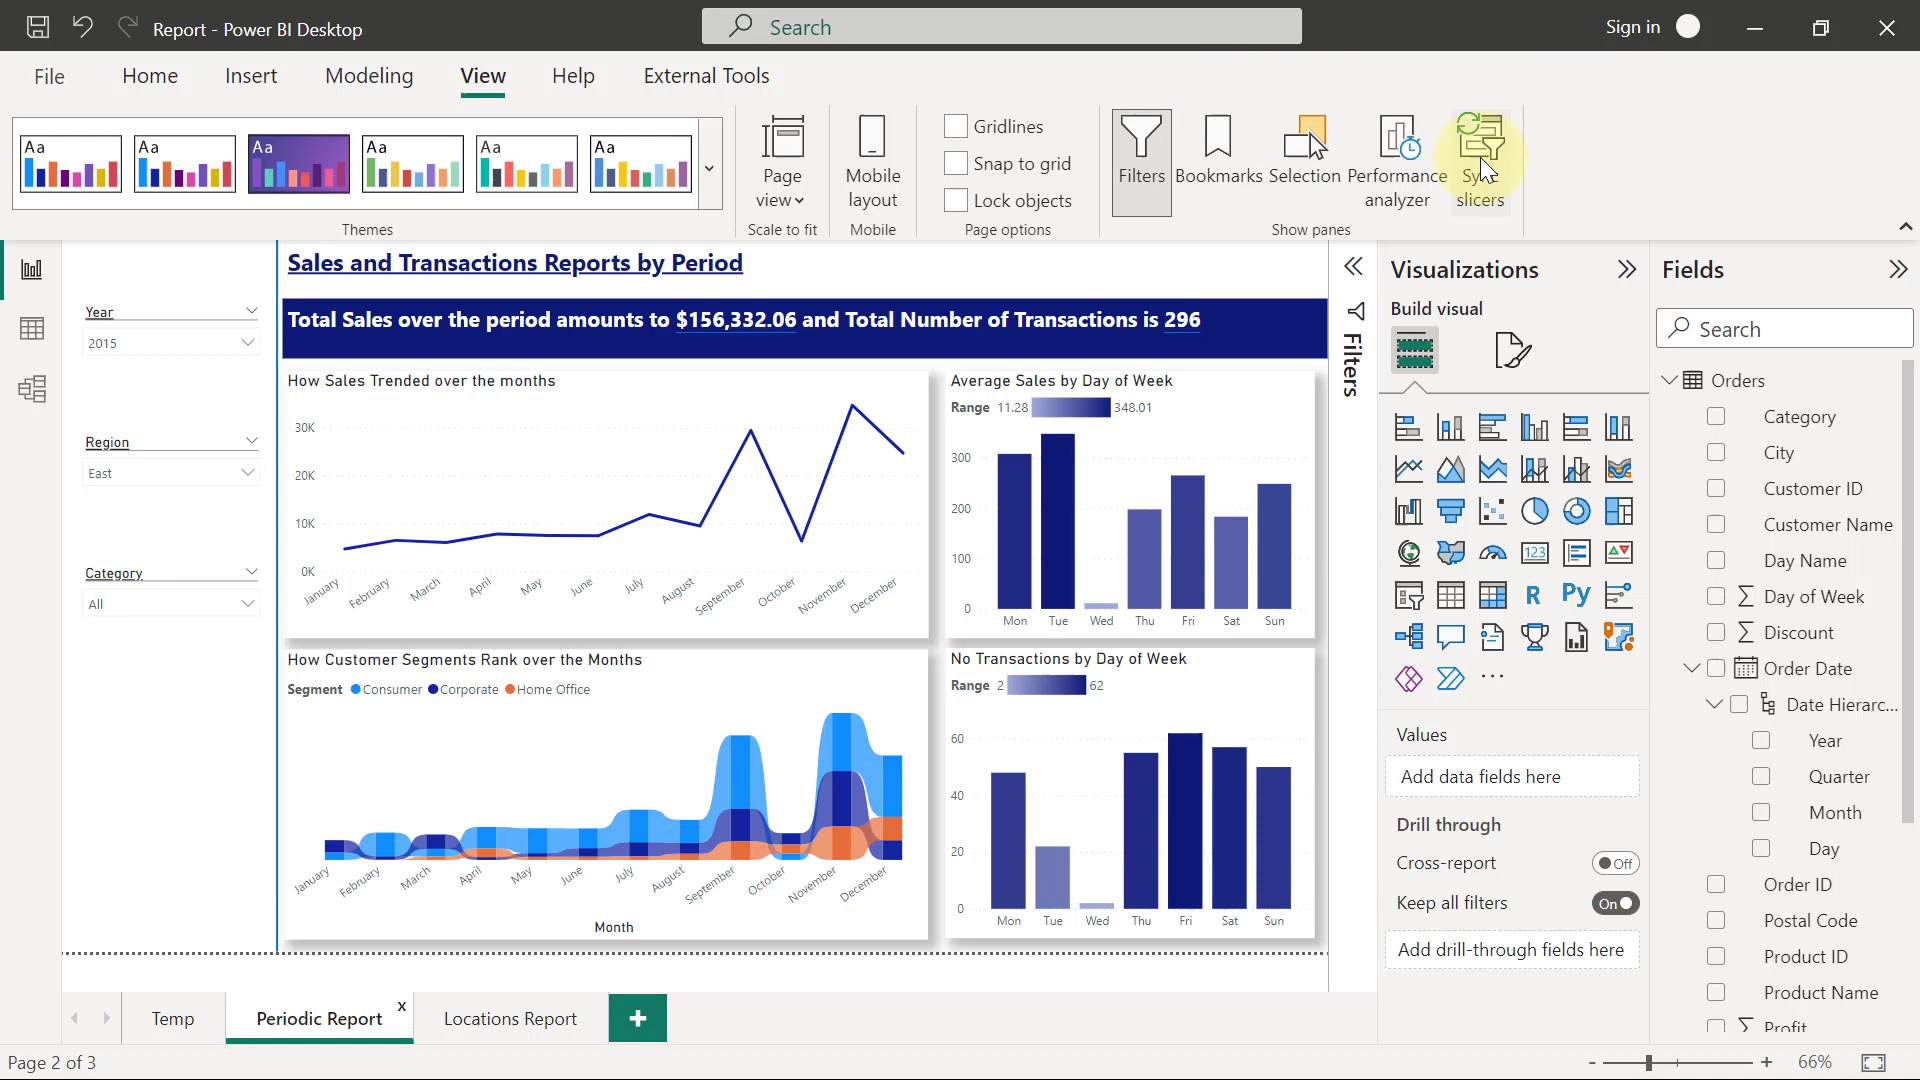 Report - Power BI Desktop
Search
Sign in
File
Home
Insert
Modeling
View
Help
External Tools
Aa
Aa
Aa
Aa
Aa
Aa
Themes
Page
view
Scale to fit
Mobile
layout
Mobile
Gridlines
Snap to grid
Lock objects
Page options
Filters
Bookmarks
Selection
Performance
analyzer
slicers
Show panes
Year
2015
Region
East
Category
All
Sales and Transactions Reports by Period
Total Sales over the period amounts to $156,332.06 and Total Number of Transactions is 296
How Sales Trended over the months
30K
20K
10K
0K
January
February
March
April
May
June
July
August
September
October
November
December
Average Sales by Day of Week
Range 11.28 348.01
300
200
100
0
Mon Tue Wed Thu Fri Sat Sun
How Customer Segments Rank over the Months
Segment Consumer Corporate Home Office
January
February
March
April
May
June
July
August
September
October
November
December
Month
No Transactions by Day of Week
Range 2 62
60
40
20
0
Mon Tue Wed Thu Fri Sat Sun
Filters
Visualizations
Build visual
123
R
Py
Values
Add data fields here
Drill through
Cross-report
Off
Keep all filters
On
Add drill-through fields here
Fields
Search
Orders
Category
City
Customer ID
Customer Name
Day Name
Day of Week
Discount
Order Date
Date Hierarc...
Year
Quarter
Month
Day
Order ID
Postal Code
Product ID
Product Name
Profit
Temp
Periodic Report
x
Locations Report
+
Page 2 of 3
- + 66%